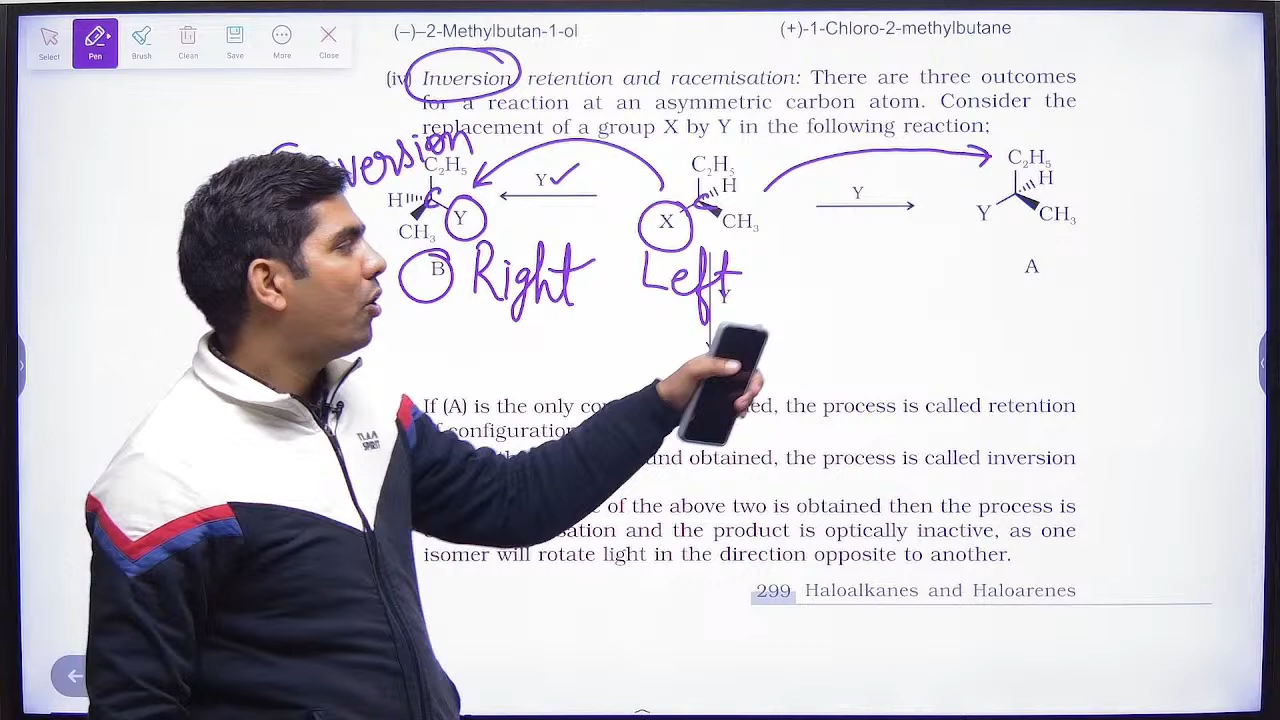 Select Pen Brush Clean Save More Close
(–)–2-Methylbutan-1-ol (+)-1-Chloro-2-methylbutane
(iv) Inversion, retention and racemisation: There are three outcomes
for a reaction at an asymmetric carbon atom. Consider the
replacement of a group X by Y in the following reaction;
version
C₂H₅ C₂H₅ C₂H₅
H Y Y ✓ X H Y Y H
CH₃ CH₃ CH₃
B Right Left A
Y
If (A) is the only ed, the process is called retention
configuration
und obtained, the process is called inversion
of the above two is obtained then the process is
sation and the product is optically inactive, as one
isomer will rotate light in the direction opposite to another.
299 Haloalkanes and Haloarenes
TEAM
SPIRIT